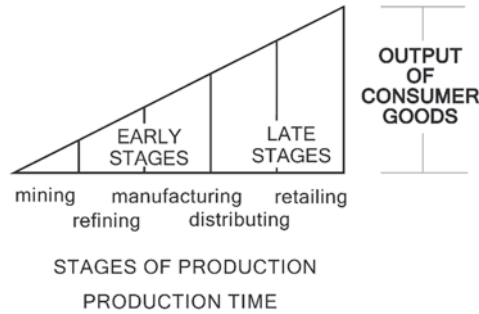 OUTPUT
OF
CONSUMER
GOODS
EARLY
STAGES
LATE
STAGES
mining
manufacturing
retailing
refining
distributing
STAGES OF PRODUCTION
PRODUCTION TIME